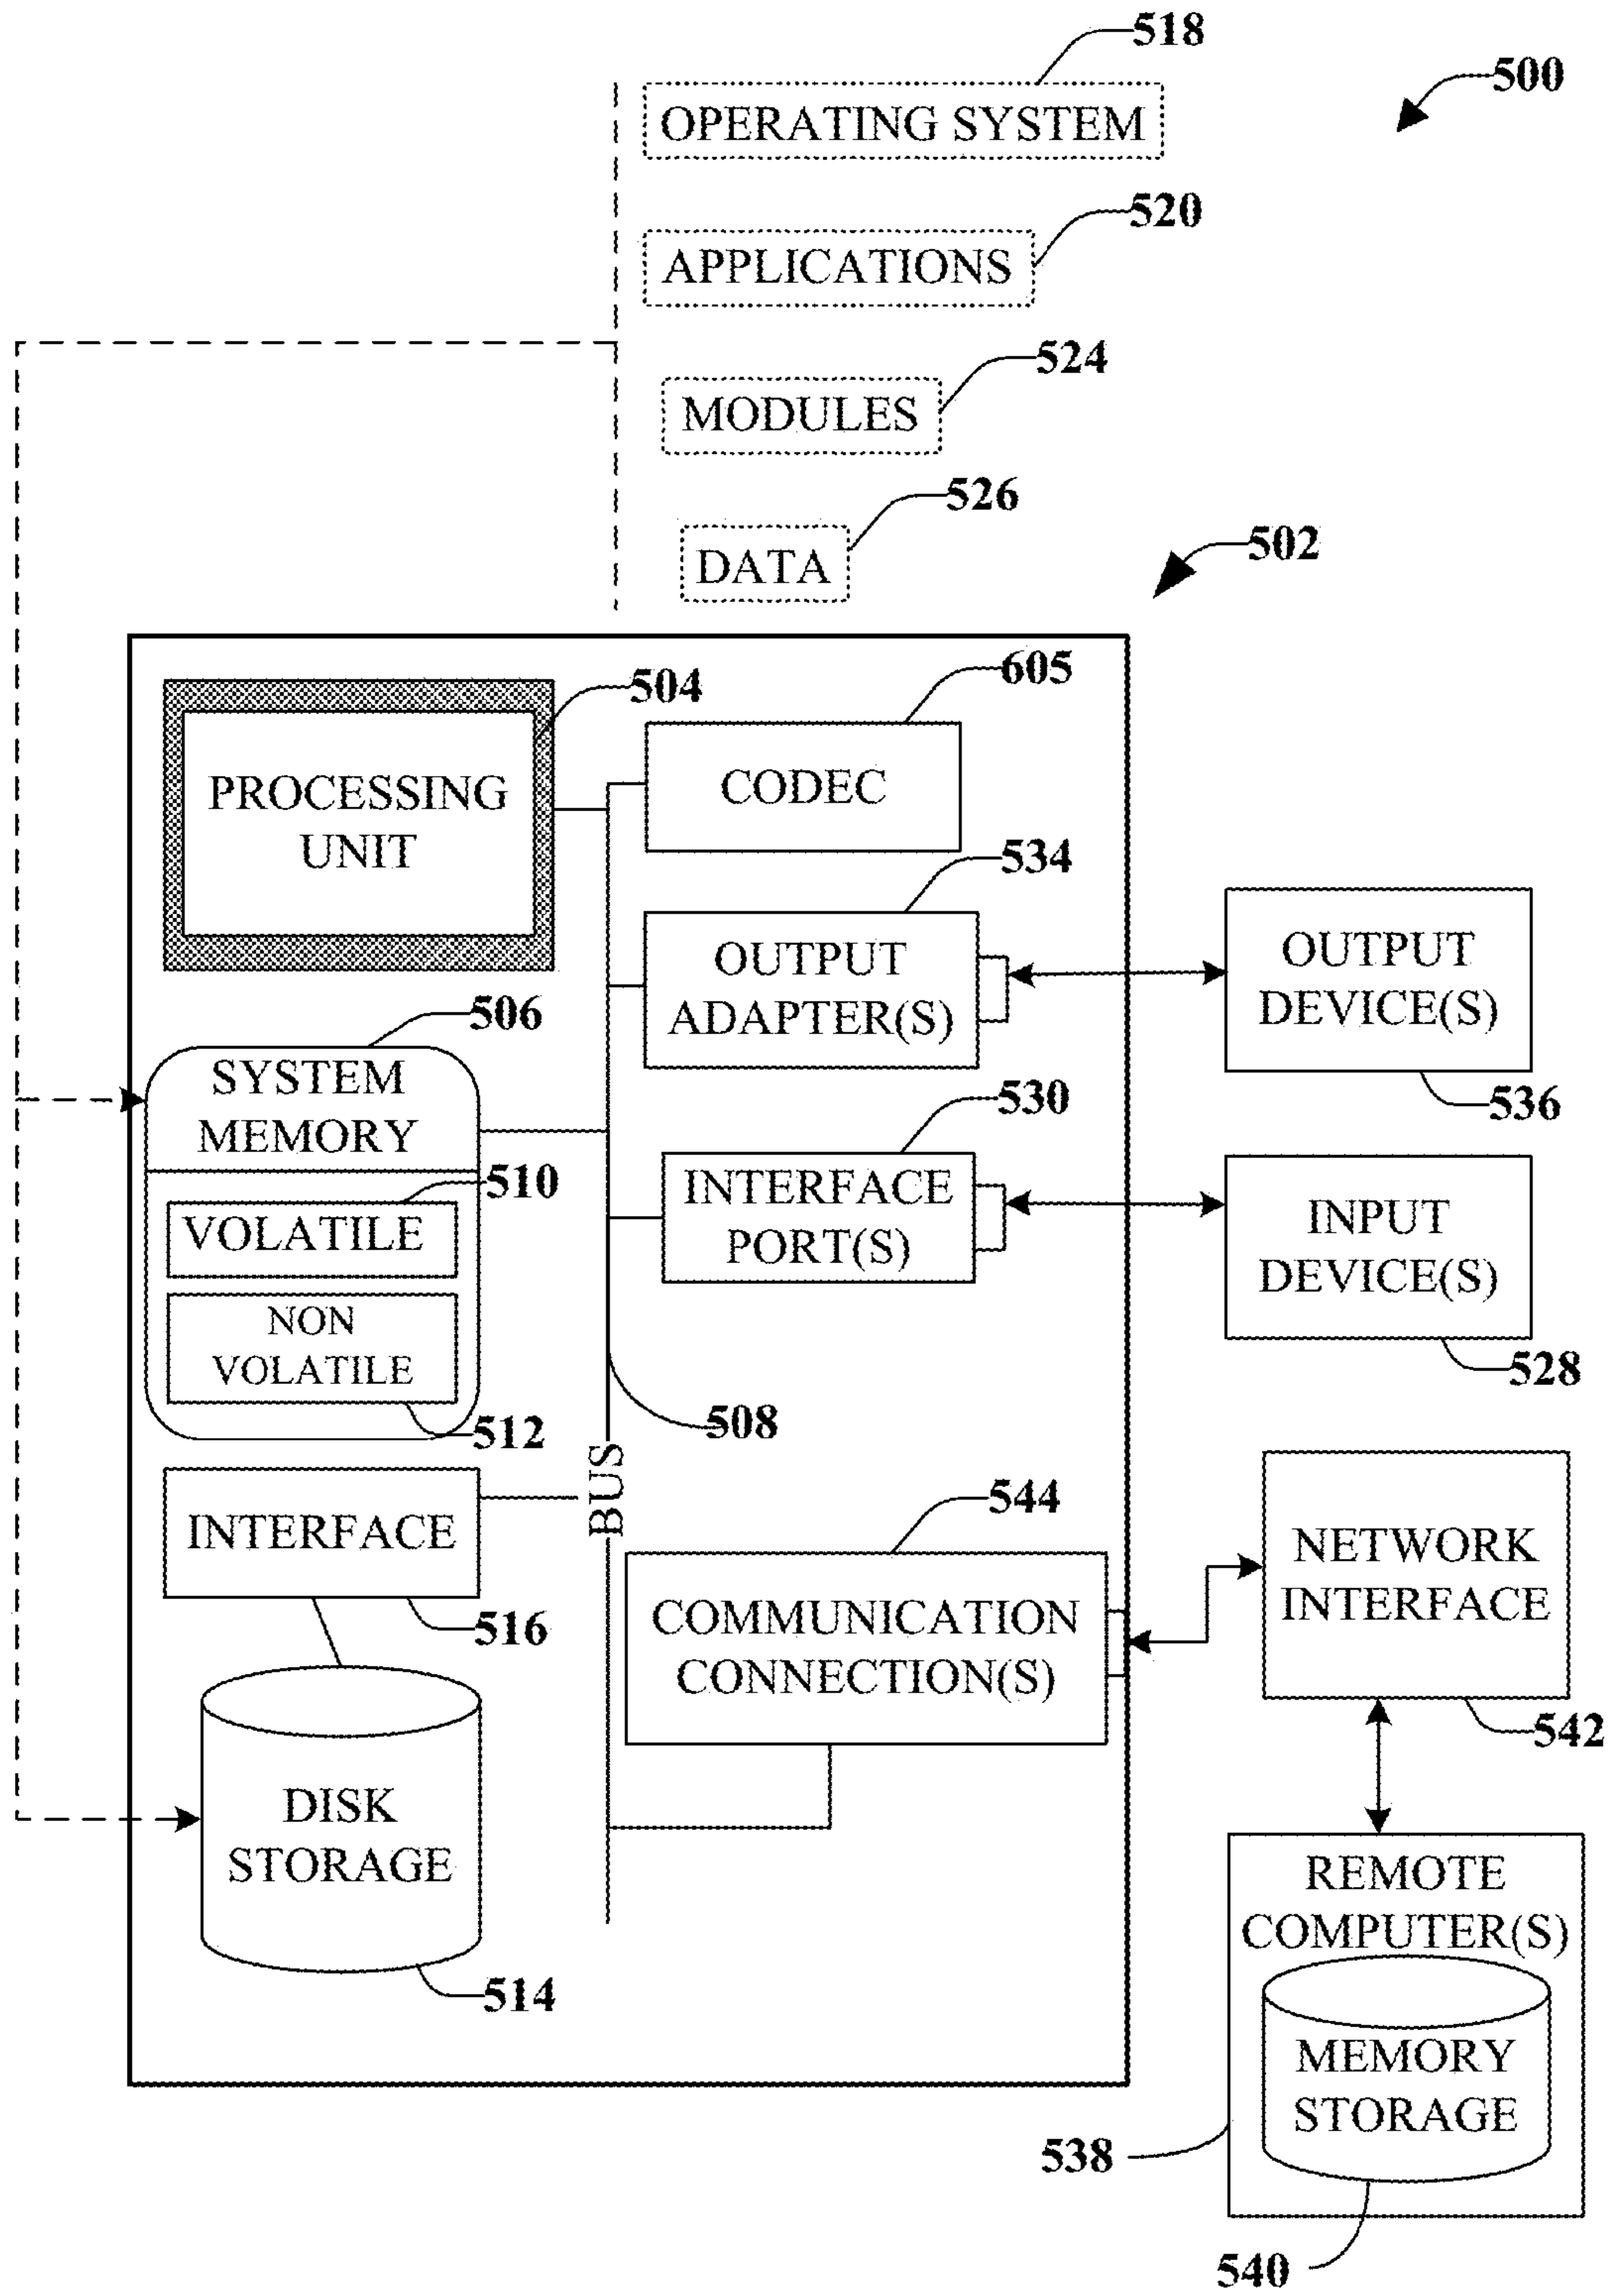 518
500
OPERATING SYSTEM
520
APPLICATIONS
524
MODULES
526
DATA
502
504
PROCESSING
UNIT
605
CODEC
534
OUTPUT
ADAPTER(S)
OUTPUT
DEVICE(S)
536
506
SYSTEM
MEMORY
510
VOLATILE
NON
VOLATILE
512
530
INTERFACE
PORT(S)
INPUT
DEVICE(S)
528
508
BUS
INTERFACE
516
544
COMMUNICATION
CONNECTION(S)
NETWORK
INTERFACE
542
DISK
STORAGE
514
REMOTE
COMPUTER(S)
MEMORY
STORAGE
538
540